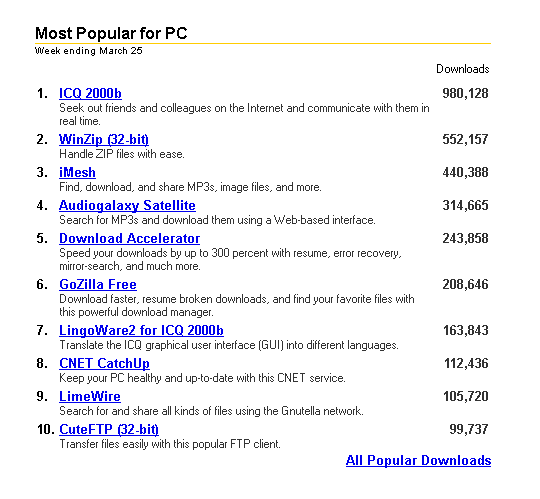 Most Popular for PC
Week ending March 25
Downloads
1. ICQ 2000b 980,128
Seek out friends and colleagues on the Internet and communicate with them in
real time.
2. WinZip (32-bit) 552,157
Handle ZIP files with ease.
3. iMesh 440,388
Find, download, and share MP3s, image files, and more.
4. Audiogalaxy Satellite 314,665
Search for MP3s and download them using a Web-based interface.
5. Download Accelerator 243,858
Speed your downloads by up to 300 percent with resume, error recovery,
mirror-search, and much more.
6. GoZilla Free 208,646
Download faster, resume broken downloads, and find your favorite files with
this powerful download manager.
7. LingoWare2 for ICQ 2000b 163,843
Translate the ICQ graphical user interface (GUI) into different languages.
8. CNET CatchUp 112,436
Keep your PC healthy and up-to-date with this CNET service.
9. LimeWire 105,720
Search for and share all kinds of files using the Gnutella network.
10. CuteFTP (32-bit) 99,737
Transfer files easily with this popular FTP client.
All Popular Downloads